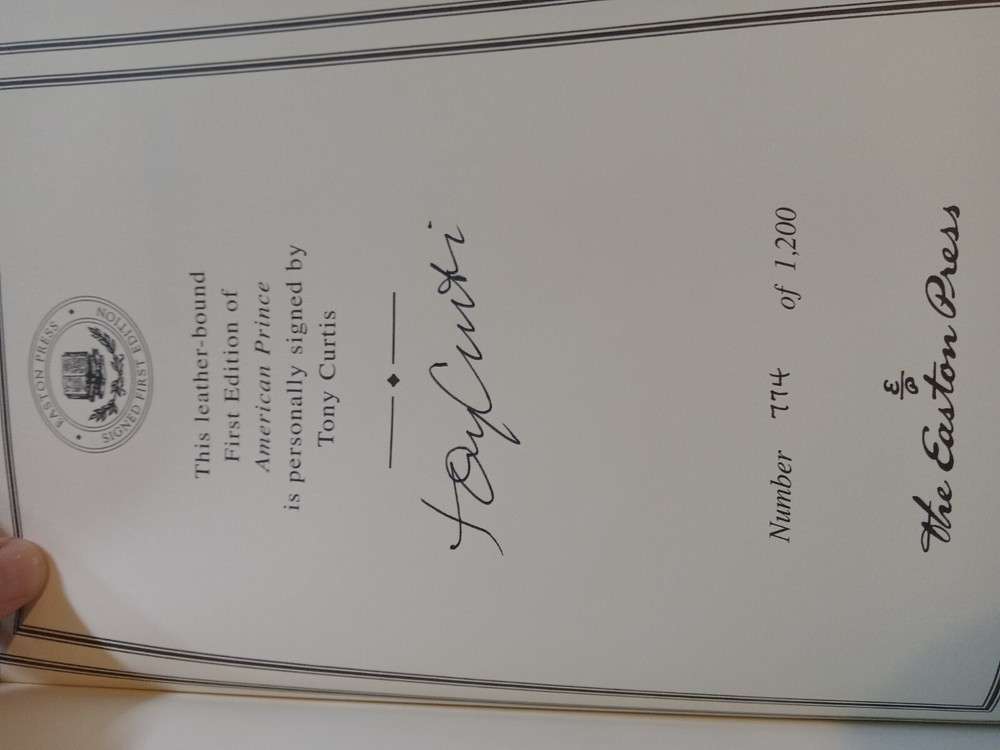 EASTON PRESS
SIGNED FIRST EDITION
This leather-bound
First Edition of
American Prince
is personally signed by
Tony Curtis
Tony Curtis
Number 774 of 1,200
The Easton Press